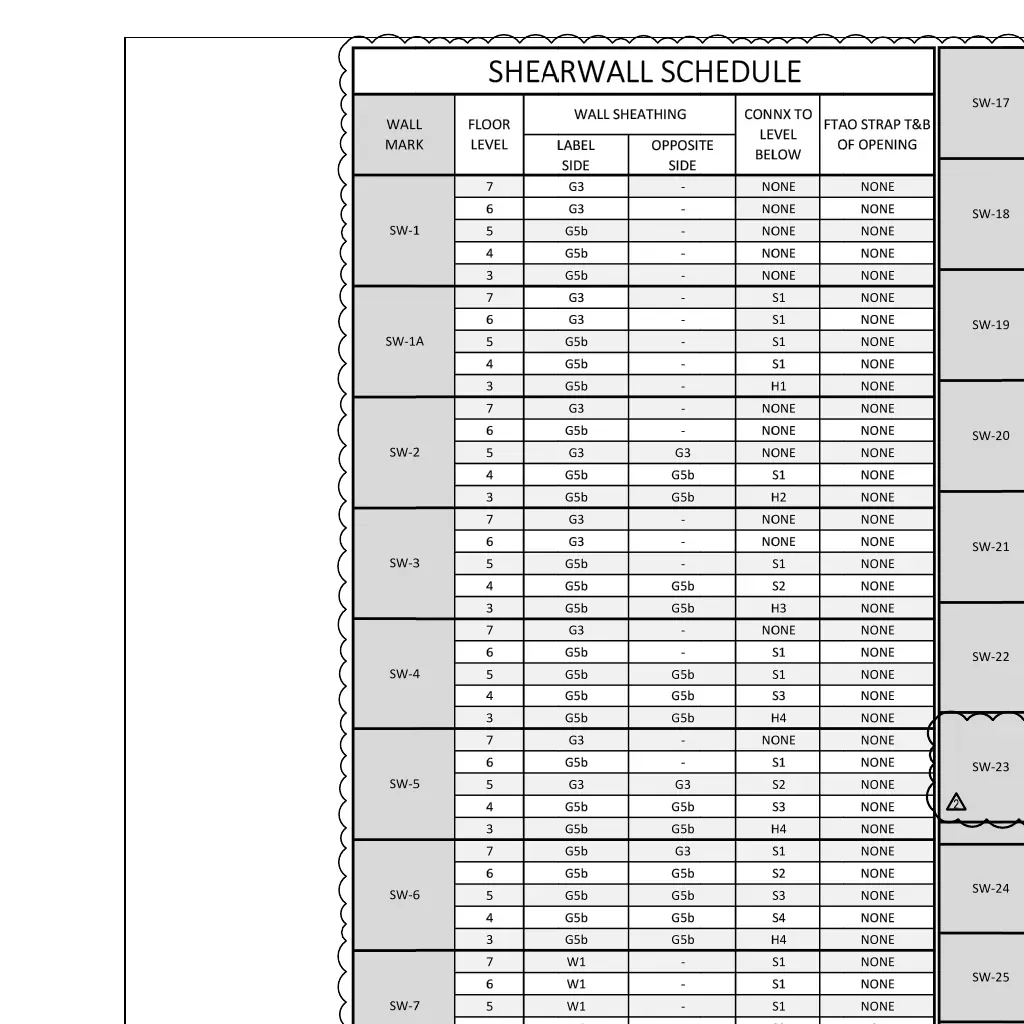 SHEARWALL SCHEDULE
WALL MARK
FLOOR LEVEL
WALL SHEATHING
LABEL SIDE
OPPOSITE SIDE
CONNX TO LEVEL BELOW
FTAO STRAP T&B OF OPENING
SW-1
7 G3 - NONE NONE
6 G3 - NONE NONE
5 G5b - NONE NONE
4 G5b - NONE NONE
3 G5b - NONE NONE
SW-1A
7 G3 - S1 NONE
6 G3 - S1 NONE
5 G5b - S1 NONE
4 G5b - S1 NONE
3 G5b - H1 NONE
SW-2
7 G3 - NONE NONE
6 G5b - NONE NONE
5 G3 G3 NONE NONE
4 G5b G5b S1 NONE
3 G5b G5b H2 NONE
SW-3
7 G3 - NONE NONE
6 G3 - NONE NONE
5 G5b - S1 NONE
4 G5b G5b S2 NONE
3 G5b G5b H3 NONE
SW-4
7 G3 - NONE NONE
6 G5b - S1 NONE
5 G5b G5b S1 NONE
4 G5b G5b S3 NONE
3 G5b G5b H4 NONE
SW-5
7 G3 - NONE NONE
6 G5b - S1 NONE
5 G3 G3 S2 NONE
4 G5b G5b S3 NONE
3 G5b G5b H4 NONE
SW-6
7 G5b G3 S1 NONE
6 G5b G5b S2 NONE
5 G5b G5b S3 NONE
4 G5b G5b S4 NONE
3 G5b G5b H4 NONE
SW-7
7 W1 - S1 NONE
6 W1 - S1 NONE
5 W1 - S1 NONE
SW-17
SW-18
SW-19
SW-20
SW-21
SW-22
SW-23
2
SW-24
SW-25